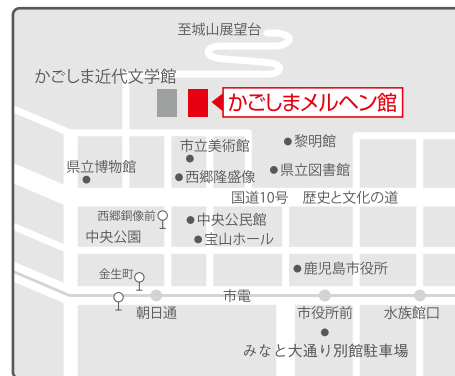 至城山展望台
かごしま近代文学館
かごしまメルヘン館
市立美術館
黎明館
県立博物館
西郷隆盛像
県立図書館
国道10号 歴史と文化の道
西郷銅像前
中央公民館
中央公園
宝山ホール
金生町
鹿児島市役所
市電
朝日通
市役所前
水族館口
みなと大通り別館駐車場